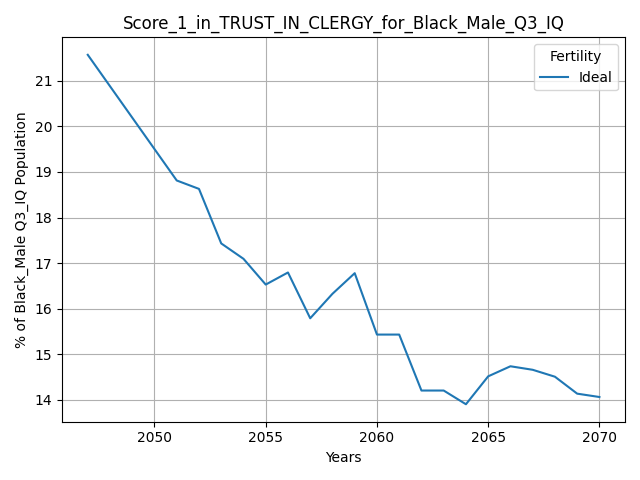 Score_1_in_TRUST_IN_CLERGY_for_Black_Male_Q3_IQ
Fertility
Ideal
% of Black_Male Q3_IQ Population
21
20
19
18
17
16
15
14
2050 2055 2060 2065 2070
Years